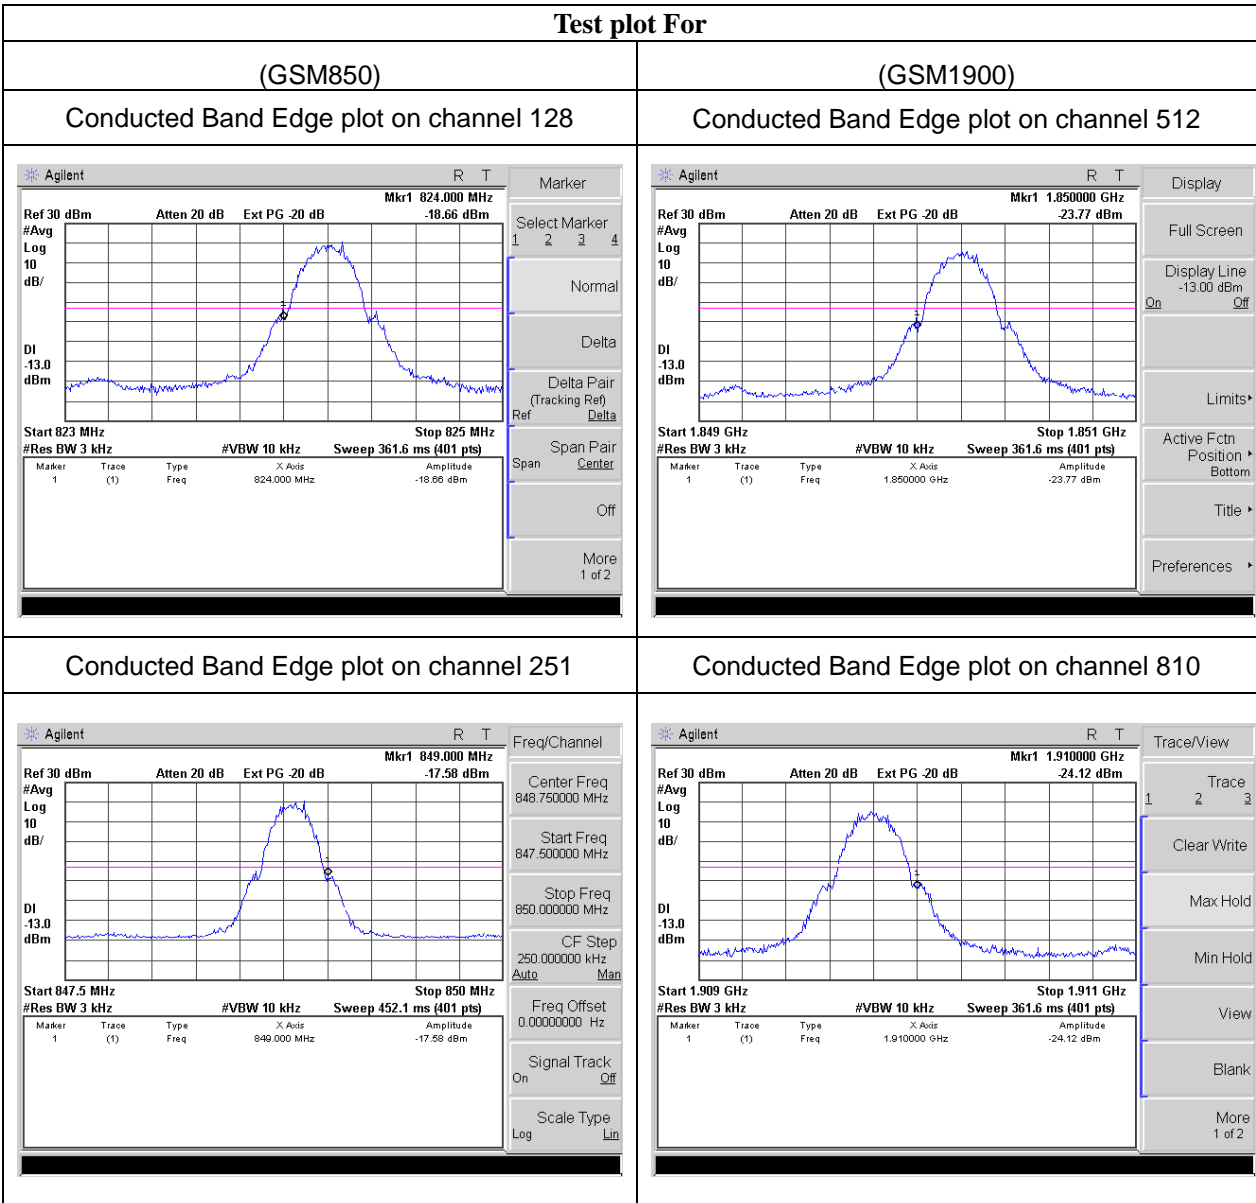 Test plot For
(GSM850)
(GSM1900)
Conducted Band Edge plot on channel 128
Conducted Band Edge plot on channel 512
Agilent R T
Mkr1 824.000 MHz
Ref 30 dBm Atten 20 dB Ext PG -20 dB -18.66 dBm
#Avg
Log
10
dB/
1
DI
-13.0
dBm
Start 823 MHz Stop 825 MHz
#Res BW 3 kHz #VBW 10 kHz Sweep 361.6 ms (401 pts)
Marker Trace Type X Axis Amplitude
1 (1) Freq 824.000 MHz -18.66 dBm
Marker
Select Marker
1 2 3 4
Normal
Delta
Delta Pair
(Tracking Ref)
Ref Delta
Span Pair
Span Center
Off
More
1 of 2
Agilent R T
Mkr1 1.850000 GHz
Ref 30 dBm Atten 20 dB Ext PG -20 dB -23.77 dBm
#Avg
Log
10
dB/
1
DI
-13.0
dBm
Start 1.849 GHz Stop 1.851 GHz
#Res BW 3 kHz #VBW 10 kHz Sweep 361.6 ms (401 pts)
Marker Trace Type X Axis Amplitude
1 (1) Freq 1.850000 GHz -23.77 dBm
Display
Full Screen
Display Line
-13.00 dBm
On Off
Limits
Active Fctn
Position
Bottom
Title
Preferences
Conducted Band Edge plot on channel 251
Conducted Band Edge plot on channel 810
Agilent R T
Mkr1 849.000 MHz
Ref 30 dBm Atten 20 dB Ext PG -20 dB -17.58 dBm
#Avg
Log
10
dB/
1
DI
-13.0
dBm
Start 847.5 MHz Stop 850 MHz
#Res BW 3 kHz #VBW 10 kHz Sweep 452.1 ms (401 pts)
Marker Trace Type X Axis Amplitude
1 (1) Freq 849.000 MHz -17.58 dBm
Freq/Channel
Center Freq
848.750000 MHz
Start Freq
847.500000 MHz
Stop Freq
850.000000 MHz
CF Step
250.000000 kHz
Auto Man
Freq Offset
0.00000000 Hz
Signal Track
On Off
Scale Type
Log Lin
Agilent R T
Mkr1 1.910000 GHz
Ref 30 dBm Atten 20 dB Ext PG -20 dB -24.12 dBm
#Avg
Log
10
dB/
1
DI
-13.0
dBm
Start 1.909 GHz Stop 1.911 GHz
#Res BW 3 kHz #VBW 10 kHz Sweep 361.6 ms (401 pts)
Marker Trace Type X Axis Amplitude
1 (1) Freq 1.910000 GHz -24.12 dBm
Trace/View
Trace
1 2 3
Clear Write
Max Hold
Min Hold
View
Blank
More
1 of 2